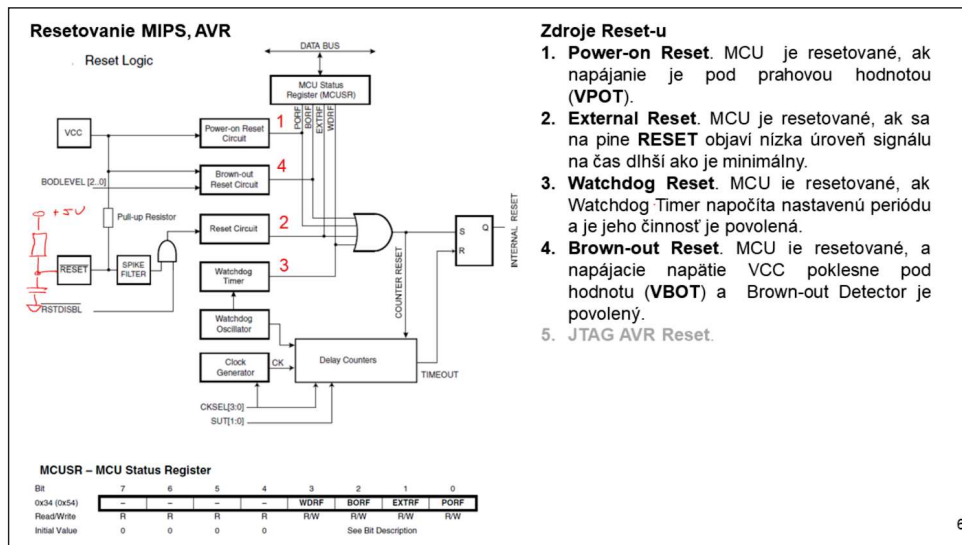 Resetovanie MIPS, AVR
Reset Logic
DATA BUS
MCU Status
Register (MCUSR)
PORF
BORF
EXTRF
WDRF
VCC
Power-on Reset
Circuit
1
Brown-out
Reset Circuit
4
BODLEVEL [2..0]
Pull-up Resistor
+5V
Reset Circuit
2
RESET
SPIKE
FILTER
RSTDISBL
Watchdog
Timer
3
Watchdog
Oscillator
Clock
Generator
CK
Delay Counters
TIMEOUT
COUNTER RESET
S
Q
R
INTERNAL RESET
CKSEL[3:0]
SUT[1:0]
MCUSR – MCU Status Register
Bit 7 6 5 4 3 2 1 0
0x34 (0x54) – – – – WDRF BORF EXTRF PORF
Read/Write R R R R R/W R/W R/W R/W
Initial Value 0 0 0 0 See Bit Description
Zdroje Reset-u
1. Power-on Reset. MCU je resetované, ak
napájanie je pod prahovou hodnotou
(VPOT).
2. External Reset. MCU je resetované, ak sa
na pine RESET objaví nízka úroveň signálu
na čas dlhší ako je minimálny.
3. Watchdog Reset. MCU ie resetované, ak
Watchdog Timer napočíta nastavenú periódu
a je jeho činnosť je povolená.
4. Brown-out Reset. MCU ie resetované, a
napájacie napätie VCC poklesne pod
hodnotu (VBOT) a Brown-out Detector je
povolený.
5. JTAG AVR Reset.
6